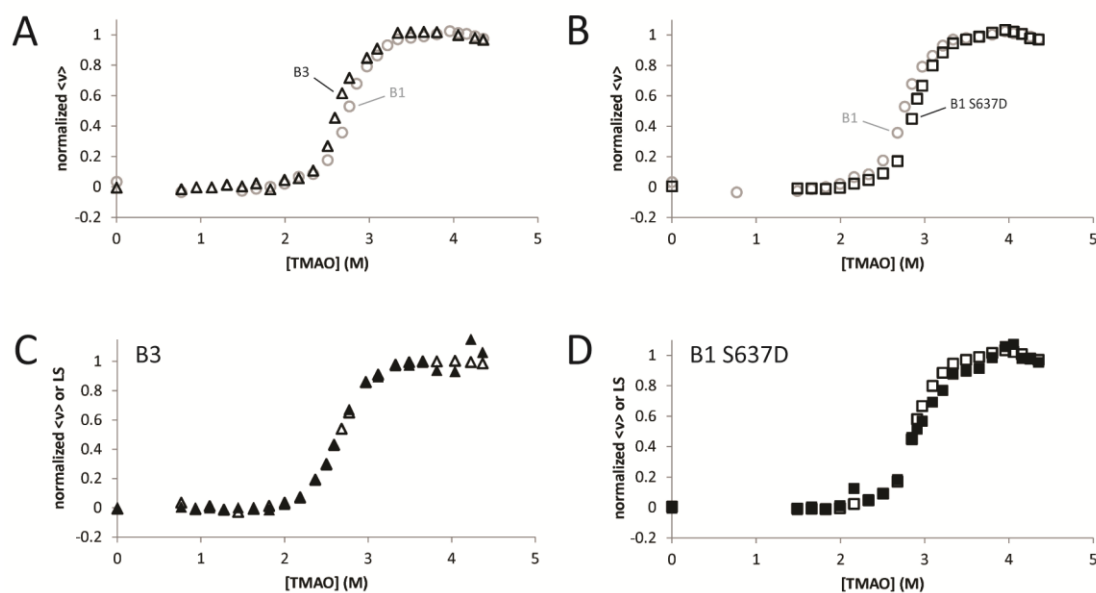 A
normalized <v>
1
0.8
0.6
0.4
0.2
0
-0.2
B3
B1
0 1 2 3 4 5
[TMAO] (M)
B
normalized <v>
1
0.8
0.6
0.4
0.2
0
-0.2
B1
B1 S637D
0 1 2 3 4 5
[TMAO] (M)
C
B3
normalized <v> or LS
1
0.8
0.6
0.4
0.2
0
-0.2
0 1 2 3 4 5
[TMAO] (M)
D
B1 S637D
normalized <v> or LS
1
0.8
0.6
0.4
0.2
0
-0.2
0 1 2 3 4 5
[TMAO] (M)